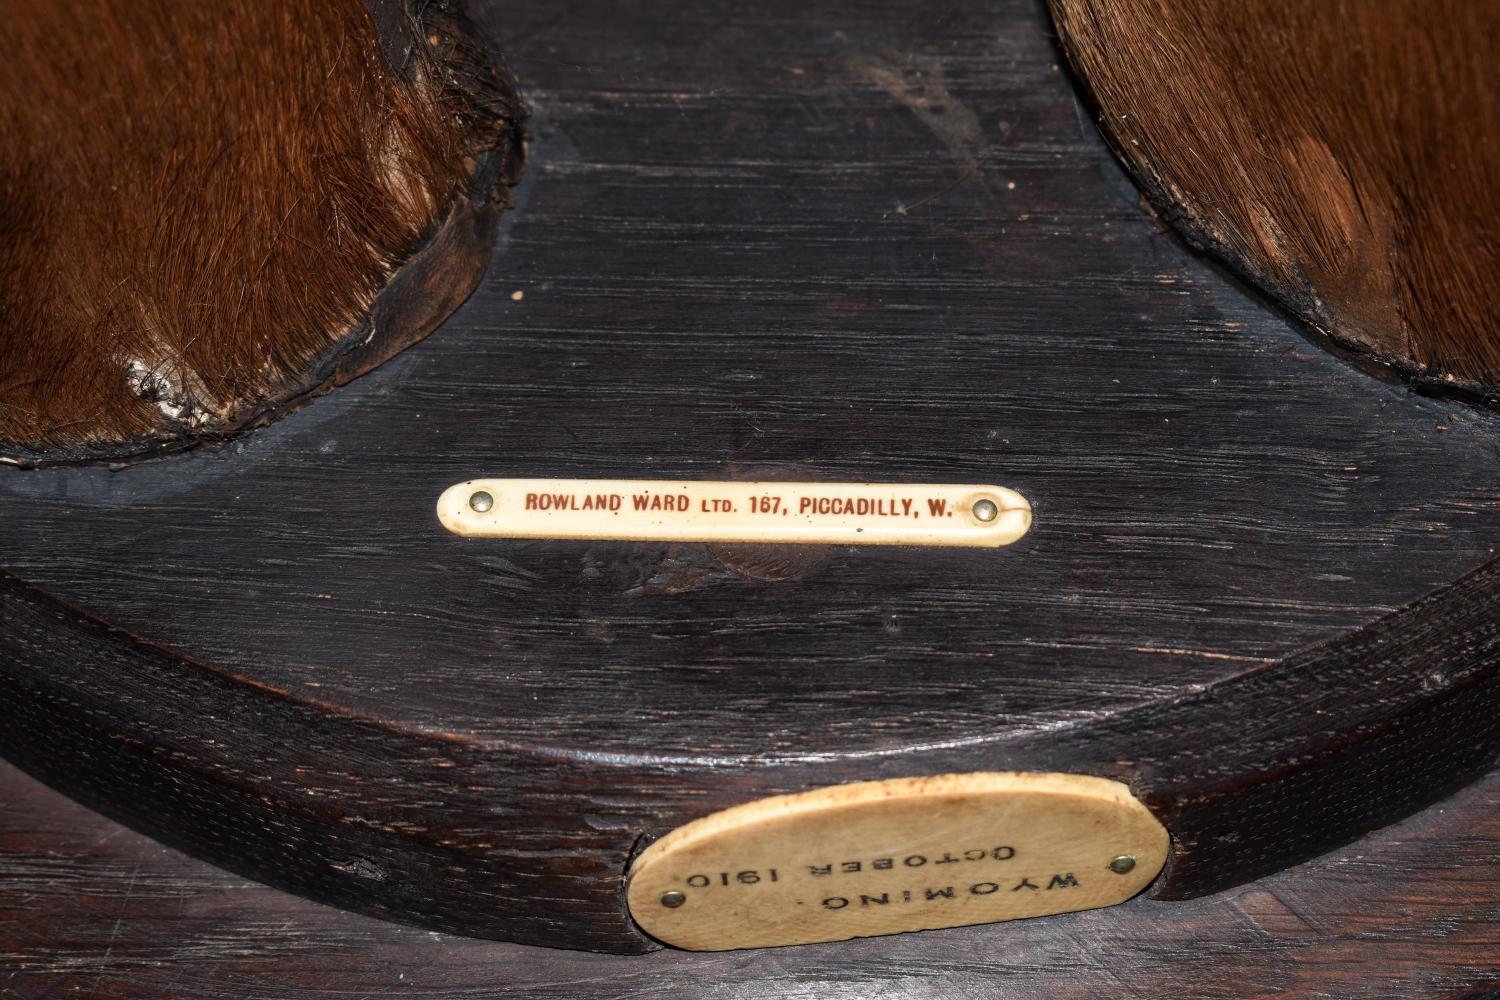 ROWLAND WARD LTD. 167, PICCADILLY, W.
WYOMING.
OCTOBER 1910